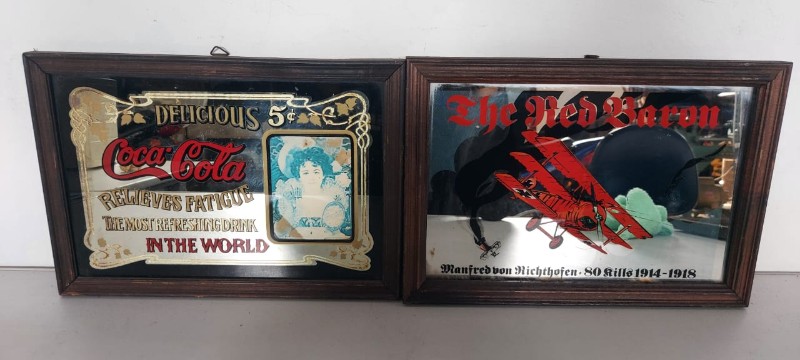 DELICIOUS 5¢
Coca-Cola
RELIEVES FATIGUE
THE MOST REFRESHING DRINK
IN THE WORLD
The Red Baron
Manfred von Richthofen · 80 Kills 1914-1918